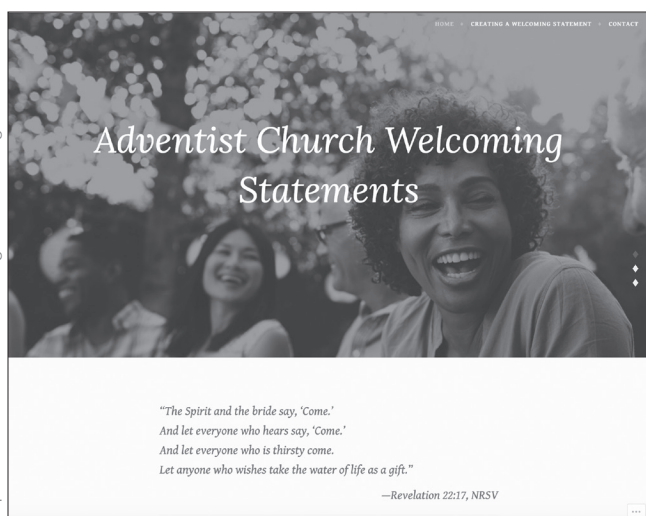 HOME CREATING A WELCOMING STATEMENT CONTACT
Adventist Church Welcoming
Statements
“The Spirit and the bride say, ‘Come.’
And let everyone who hears say, ‘Come.’
And let everyone who is thirsty come.
Let anyone who wishes take the water of life as a gift.”
—Revelation 22:17, NRSV